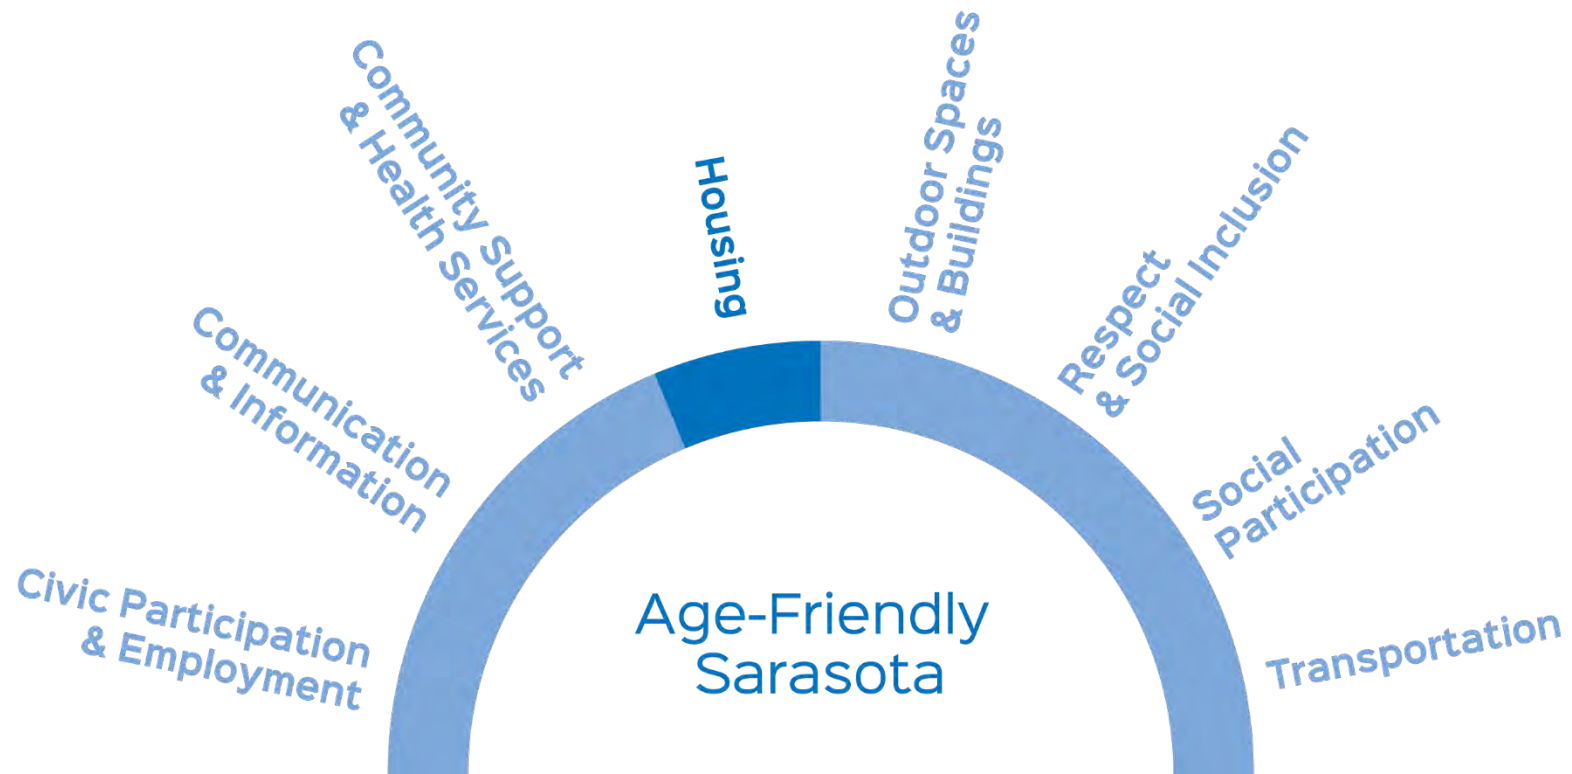 Civic Participation
& Employment
Communication
& Information
Community Support
& Health Services
Housing
Outdoor Spaces
& Buildings
Respect
& Social Inclusion
Social
Participation
Transportation
Age-Friendly
Sarasota